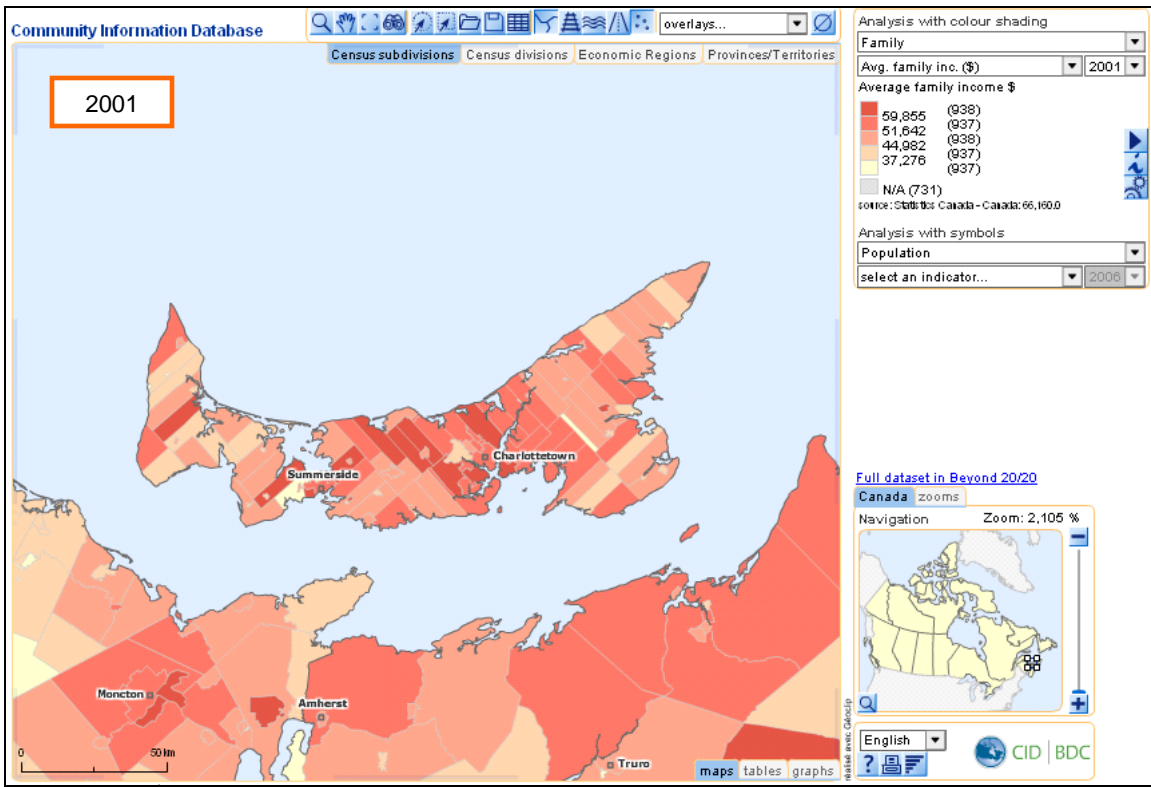 Community Information Database
overlays...
Census subdivisions Census divisions Economic Regions Provinces/Territories
2001
Summerside
Charlottetown
Moncton
Amherst
Truro
0 50 km
maps tables graphs
réalisé avec Géoclip
Analysis with colour shading
Family
Avg. family inc. ($) 2001
Average family income $
59,855 (938)
51,642 (937)
44,982 (938)
37,276 (937)
(937)
N/A (731)
source: Statistics Canada - Canada: 66,160.0
Analysis with symbols
Population
select an indicator... 2006
Full dataset in Beyond 20/20
Canada zooms
Navigation Zoom: 2,105 %
English
?
CID | BDC